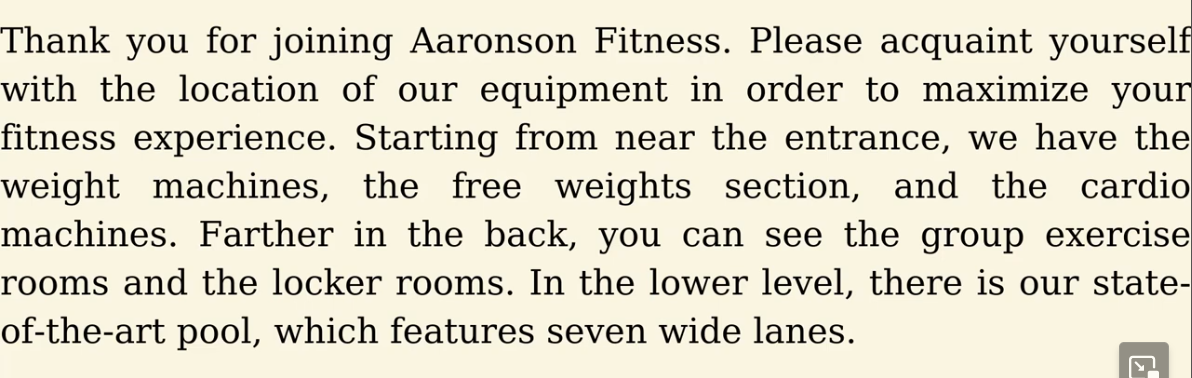 Thank you for joining Aaronson Fitness. Please acquaint yourself
with the location of our equipment in order to maximize your
fitness experience. Starting from near the entrance, we have the
weight machines, the free weights section, and the cardio
machines. Farther in the back, you can see the group exercise
rooms and the locker rooms. In the lower level, there is our state-
of-the-art pool, which features seven wide lanes.